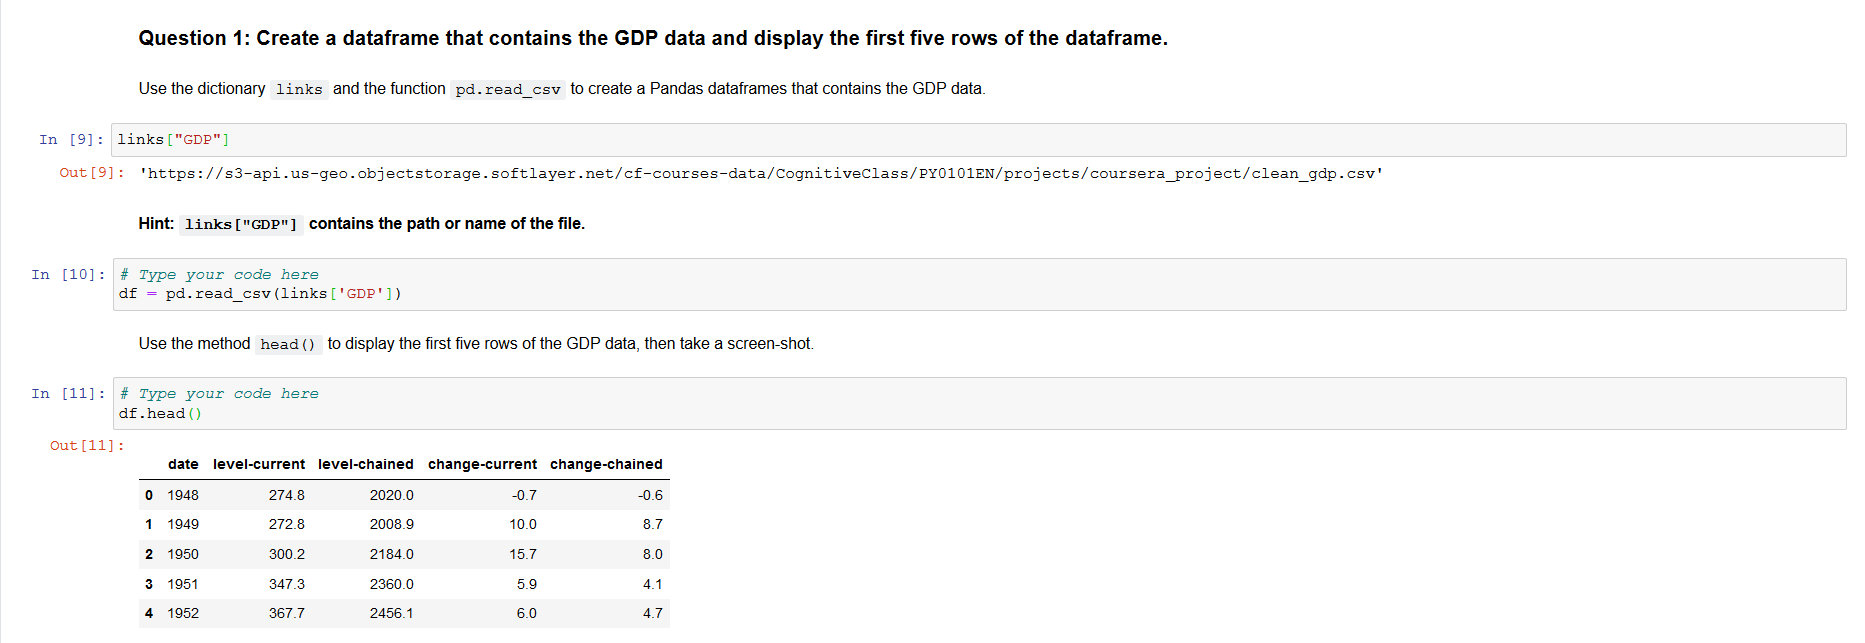 Question 1: Create a dataframe that contains the GDP data and display the first five rows of the dataframe.
Use the dictionary links and the function pd.read_csv to create a Pandas dataframes that contains the GDP data.
In [9]: links["GDP"]
Out[9]: 'https://s3-api.us-geo.objectstorage.softlayer.net/cf-courses-data/CognitiveClass/PY0101EN/projects/coursera_project/clean_gdp.csv'
Hint: links["GDP"] contains the path or name of the file.
In [10]: # Type your code here
df = pd.read_csv(links['GDP'])
Use the method head() to display the first five rows of the GDP data, then take a screen-shot.
In [11]: # Type your code here
df.head()
Out[11]:
date level-current level-chained change-current change-chained
0 1948 274.8 2020.0 -0.7 -0.6
1 1949 272.8 2008.9 10.0 8.7
2 1950 300.2 2184.0 15.7 8.0
3 1951 347.3 2360.0 5.9 4.1
4 1952 367.7 2456.1 6.0 4.7